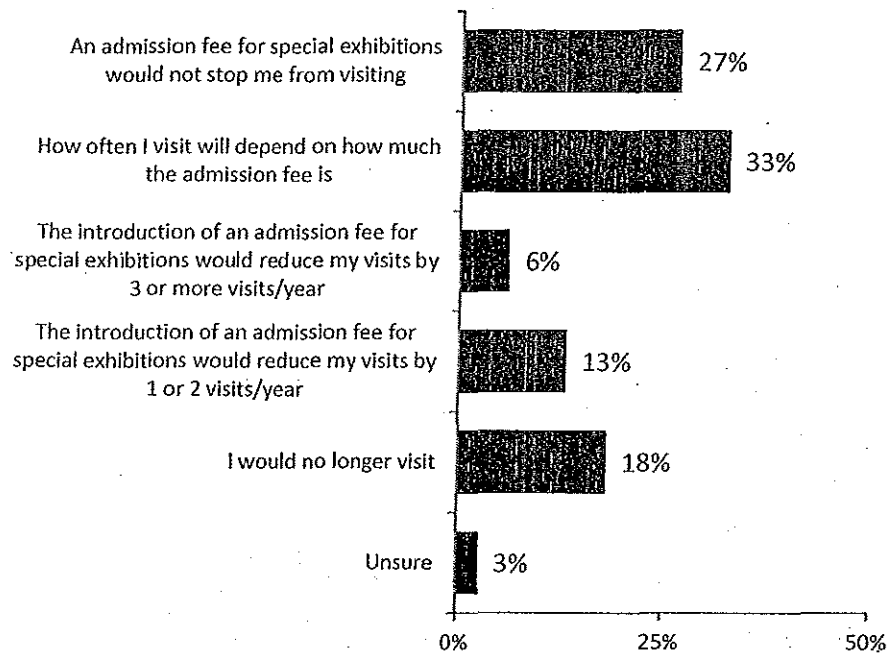 An admission fee for special exhibitions
would not stop me from visiting
27%
How often I visit will depend on how much
the admission fee is
33%
The introduction of an admission fee for
special exhibitions would reduce my visits by
3 or more visits/year
6%
The introduction of an admission fee for
special exhibitions would reduce my visits by
1 or 2 visits/year
13%
I would no longer visit
18%
Unsure
3%
0%
25%
50%